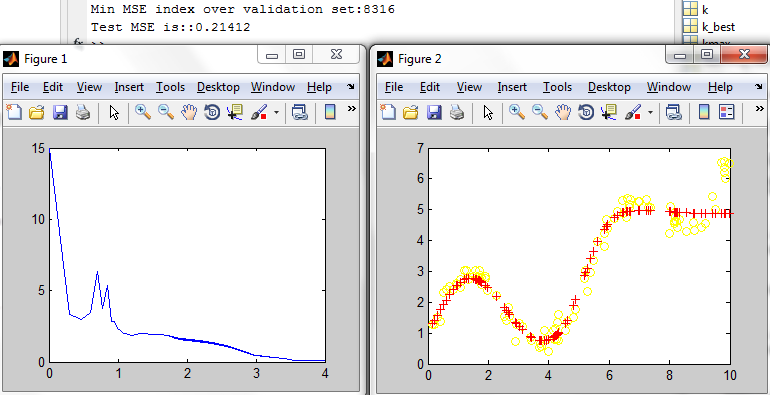 Min MSE index over validation set:8316
Test MSE is::0.21412
k
k_best
kmax
Figure 1
File Edit View Insert Tools Desktop Window Help
15
10
5
0
0 1 2 3 4
Figure 2
File Edit View Insert Tools Desktop Window Help
7
6
5
4
3
2
1
0
0 2 4 6 8 10